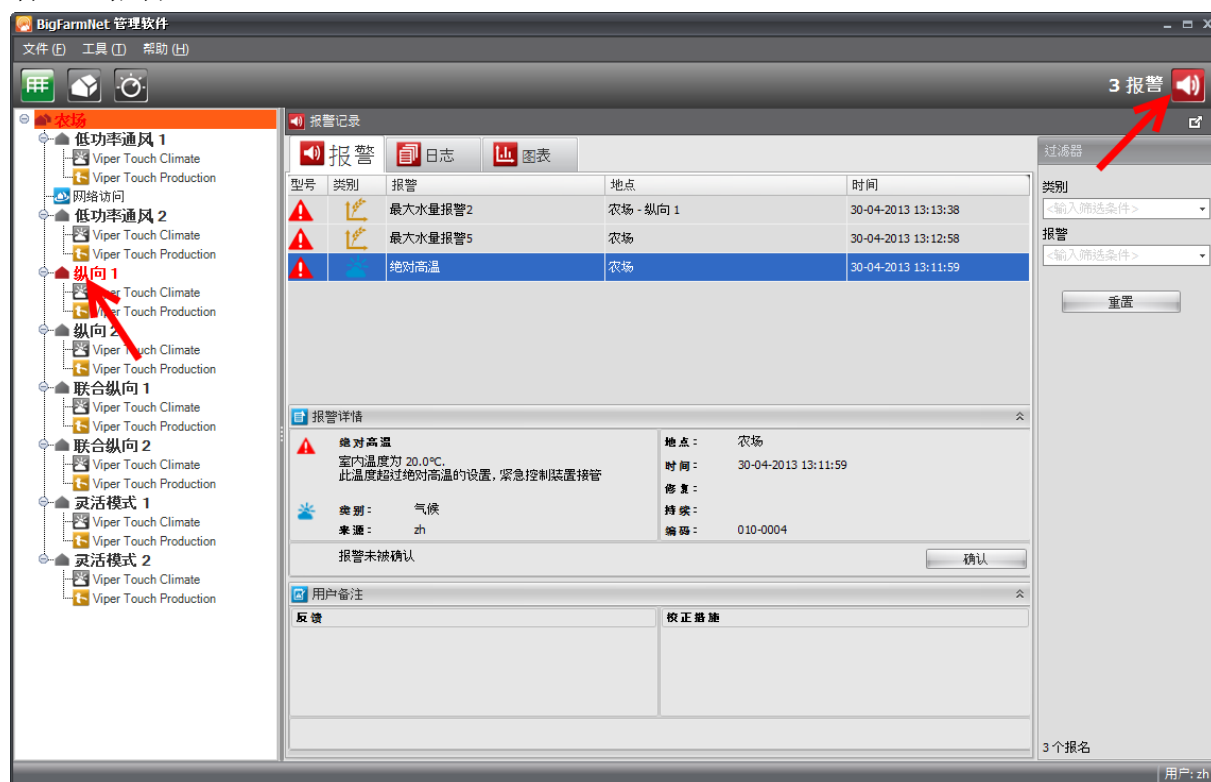 BigFarmNet 管理软件
文件(F) 工具(T) 帮助(H)
3 报警
农场
低功率通风 1
Viper Touch Climate
Viper Touch Production
网络访问
低功率通风 2
Viper Touch Climate
Viper Touch Production
纵向 1
Viper Touch Climate
Viper Touch Production
纵向 2
Viper Touch Climate
Viper Touch Production
联合纵向 1
Viper Touch Climate
Viper Touch Production
联合纵向 2
Viper Touch Climate
Viper Touch Production
灵活模式 1
Viper Touch Climate
Viper Touch Production
灵活模式 2
Viper Touch Climate
Viper Touch Production
报警记录
报警 日志 图表
型号 类别 报警 地点 时间
最大水量报警2 农场 - 纵向 1 30-04-2013 13:13:38
最大水量报警5 农场 30-04-2013 13:12:58
绝对高温 农场 30-04-2013 13:11:59
报警详情
绝对高温
室内温度为 20.0°C.
此温度超过绝对高温的设置, 紧急控制装置接管
类别: 气候
来源: zh
地点: 农场
时间: 30-04-2013 13:11:59
修复:
持续:
编码: 010-0004
报警未被确认 确认
用户备注
反馈 校正措施
过滤器
类别
<输入筛选条件>
报警
<输入筛选条件>
重置
3 个报名
用户: zh